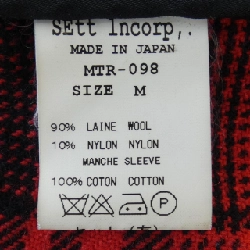 SEtt Incorp,.
MADE IN JAPAN
MTR-098
SIZE M
90% LAINE WOOL
10% NYLON NYLON
MANCHE SLEEVE
100% COTON COTTON
P